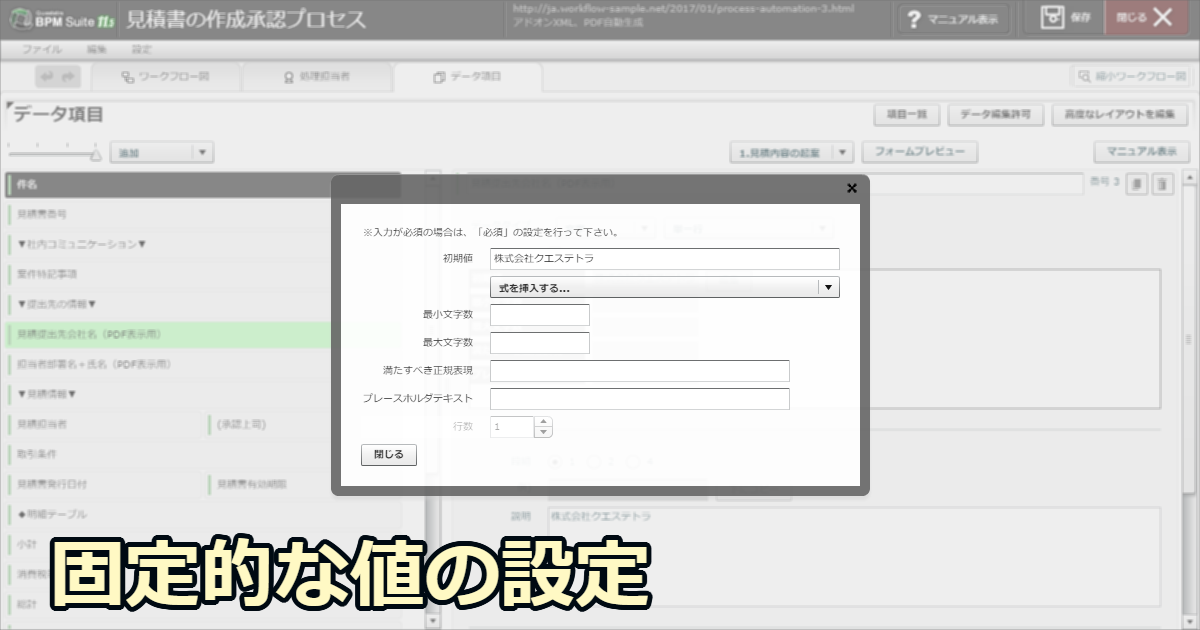 Questetra
BPM Suite 11s
見積書の作成承認プロセス
http://ja.workflow-sample.net/2017/01/process-automation-3.html
アドオンXML、PDF自動生成
? マニュアル表示
保存
閉じる
ファイル 編集 設定
ワークフロー図
処理担当者
データ項目
縮小ワークフロー図
データ項目
項目一覧
データ編集許可
高度なレイアウトを編集
追加
1.見積内容の起案
フォームプレビュー
マニュアル表示
件名
番号 3
見積書番号
▼社内コミュニケーション▼
案件特記事項
▼提出先の情報▼
見積提出先会社名（PDF表示用）
担当者部署名＋氏名（PDF表示用）
▼見積情報▼
見積担当者
(承認上司)
取引条件
見積書発行日付
見積書有効期限
◆明細テーブル
小計
消費税
総計
※入力が必須の場合は、「必須」の設定を行って下さい。
初期値 株式会社クエステトラ
式を挿入する...
最小文字数
最大文字数
満たすべき正規表現
プレースホルダテキスト
行数 1
閉じる
説明 株式会社クエステトラ
固定的な値の設定